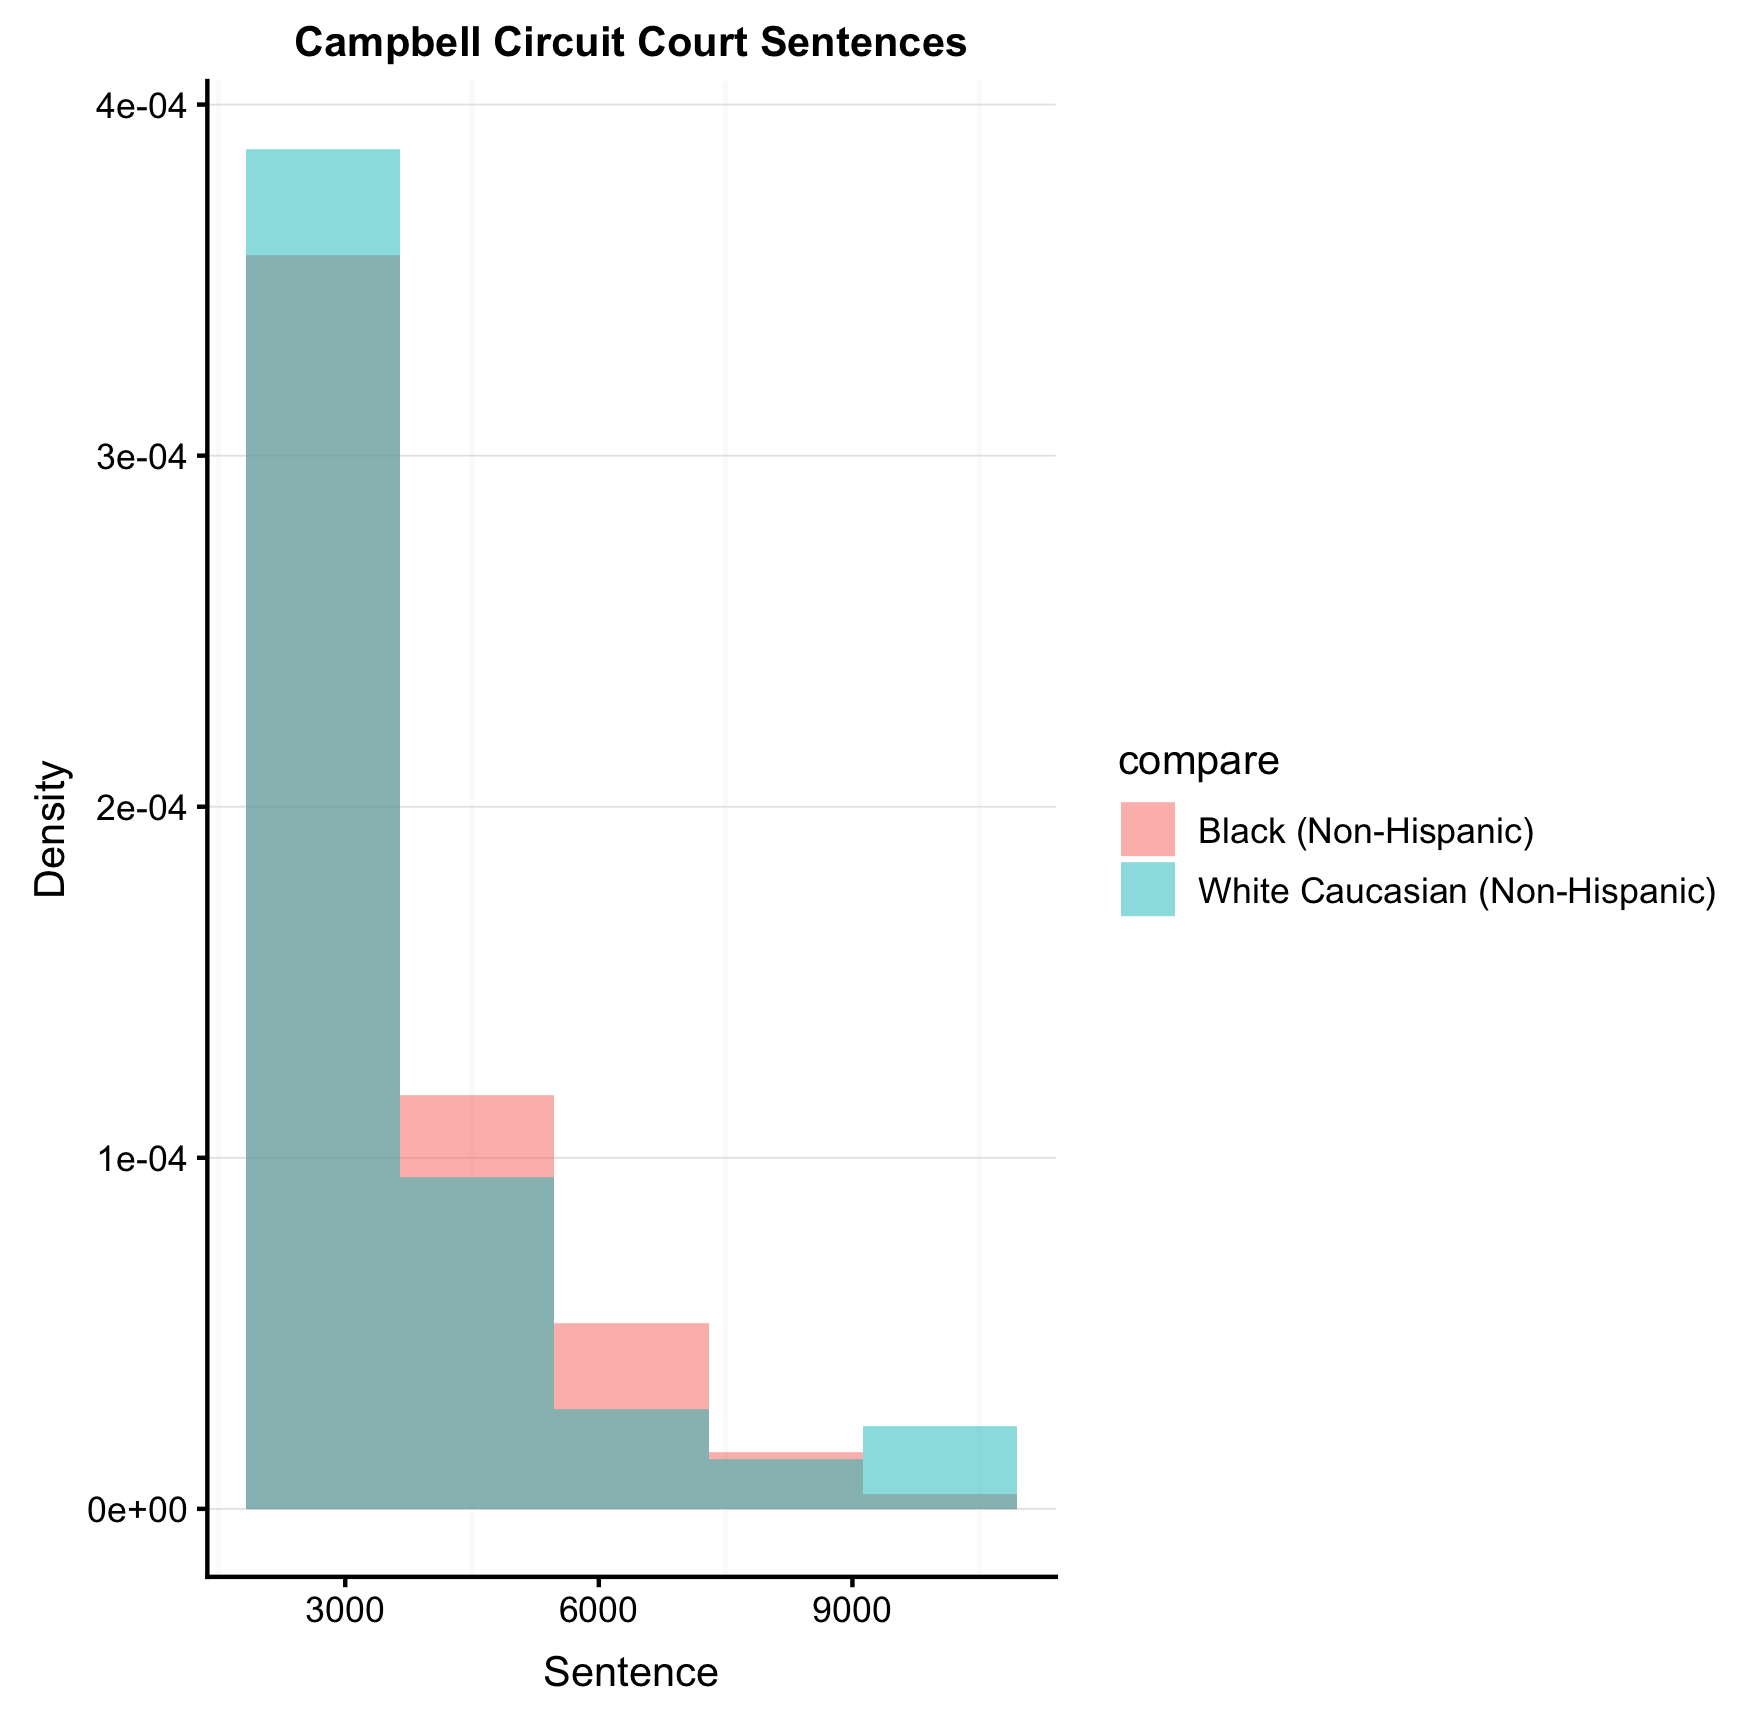 Campbell Circuit Court Sentences
4e-04
3e-04
2e-04
1e-04
0e+00
Density
3000 6000 9000
Sentence
compare
Black (Non-Hispanic)
White Caucasian (Non-Hispanic)